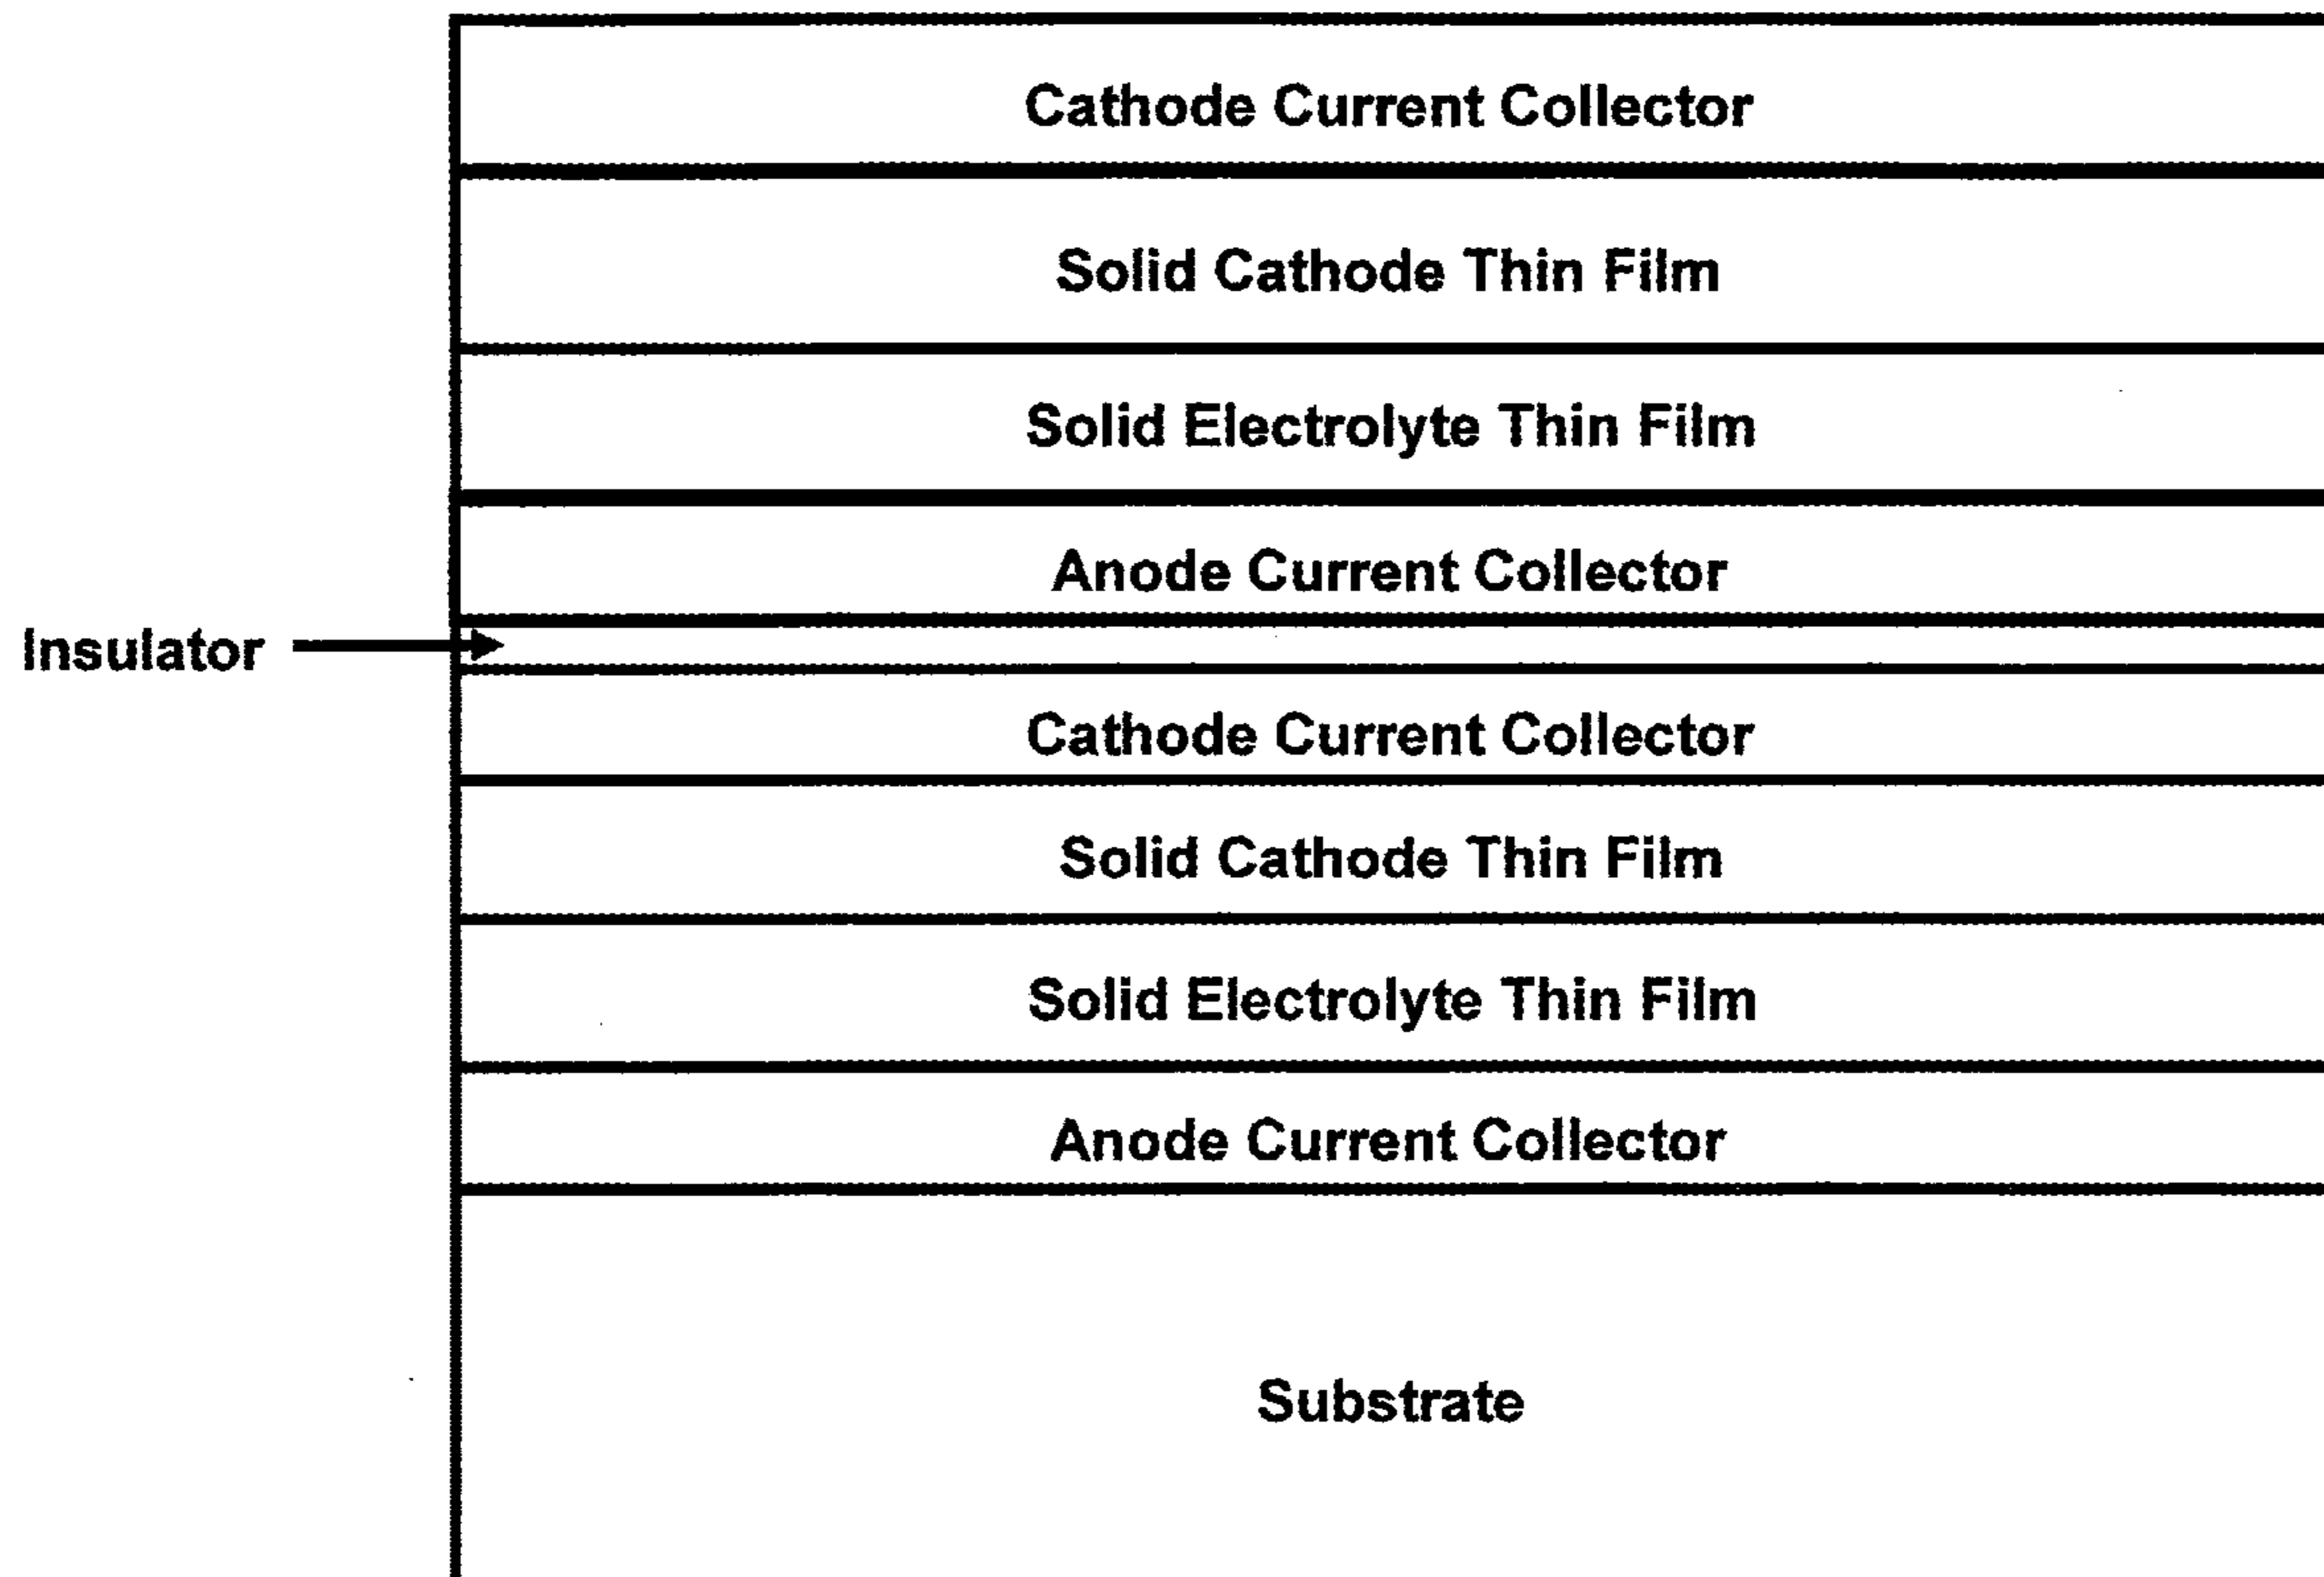 Cathode Current Collector
Solid Cathode Thin Film
Solid Electrolyte Thin Film
Anode Current Collector
Insulator
Cathode Current Collector
Solid Cathode Thin Film
Solid Electrolyte Thin Film
Anode Current Collector
Substrate